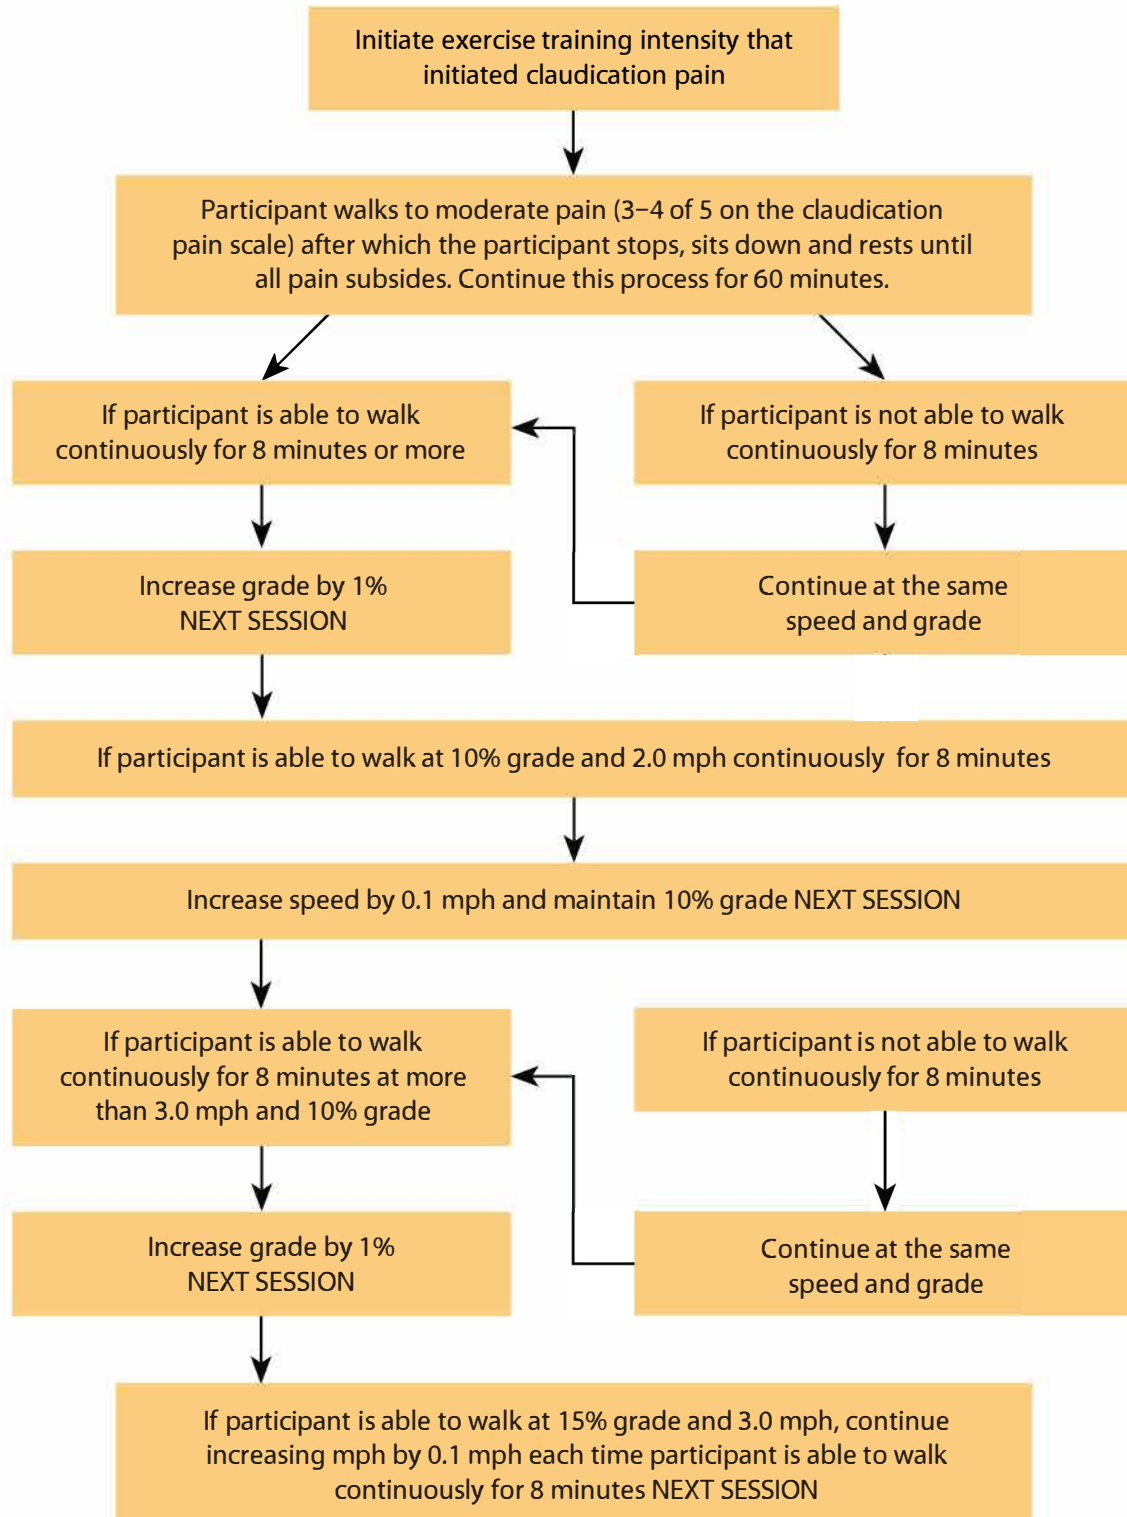 Initiate exercise training intensity that
initiated claudication pain
Participant walks to moderate pain (3–4 of 5 on the claudication
pain scale) after which the participant stops, sits down and rests until
all pain subsides. Continue this process for 60 minutes.
If participant is able to walk
continuously for 8 minutes or more
If participant is not able to walk
continuously for 8 minutes
Increase grade by 1%
NEXT SESSION
Continue at the same
speed and grade
If participant is able to walk at 10% grade and 2.0 mph continuously for 8 minutes
Increase speed by 0.1 mph and maintain 10% grade NEXT SESSION
If participant is able to walk
continuously for 8 minutes at more
than 3.0 mph and 10% grade
If participant is not able to walk
continuously for 8 minutes
Increase grade by 1%
NEXT SESSION
Continue at the same
speed and grade
If participant is able to walk at 15% grade and 3.0 mph, continue
increasing mph by 0.1 mph each time participant is able to walk
continuously for 8 minutes NEXT SESSION